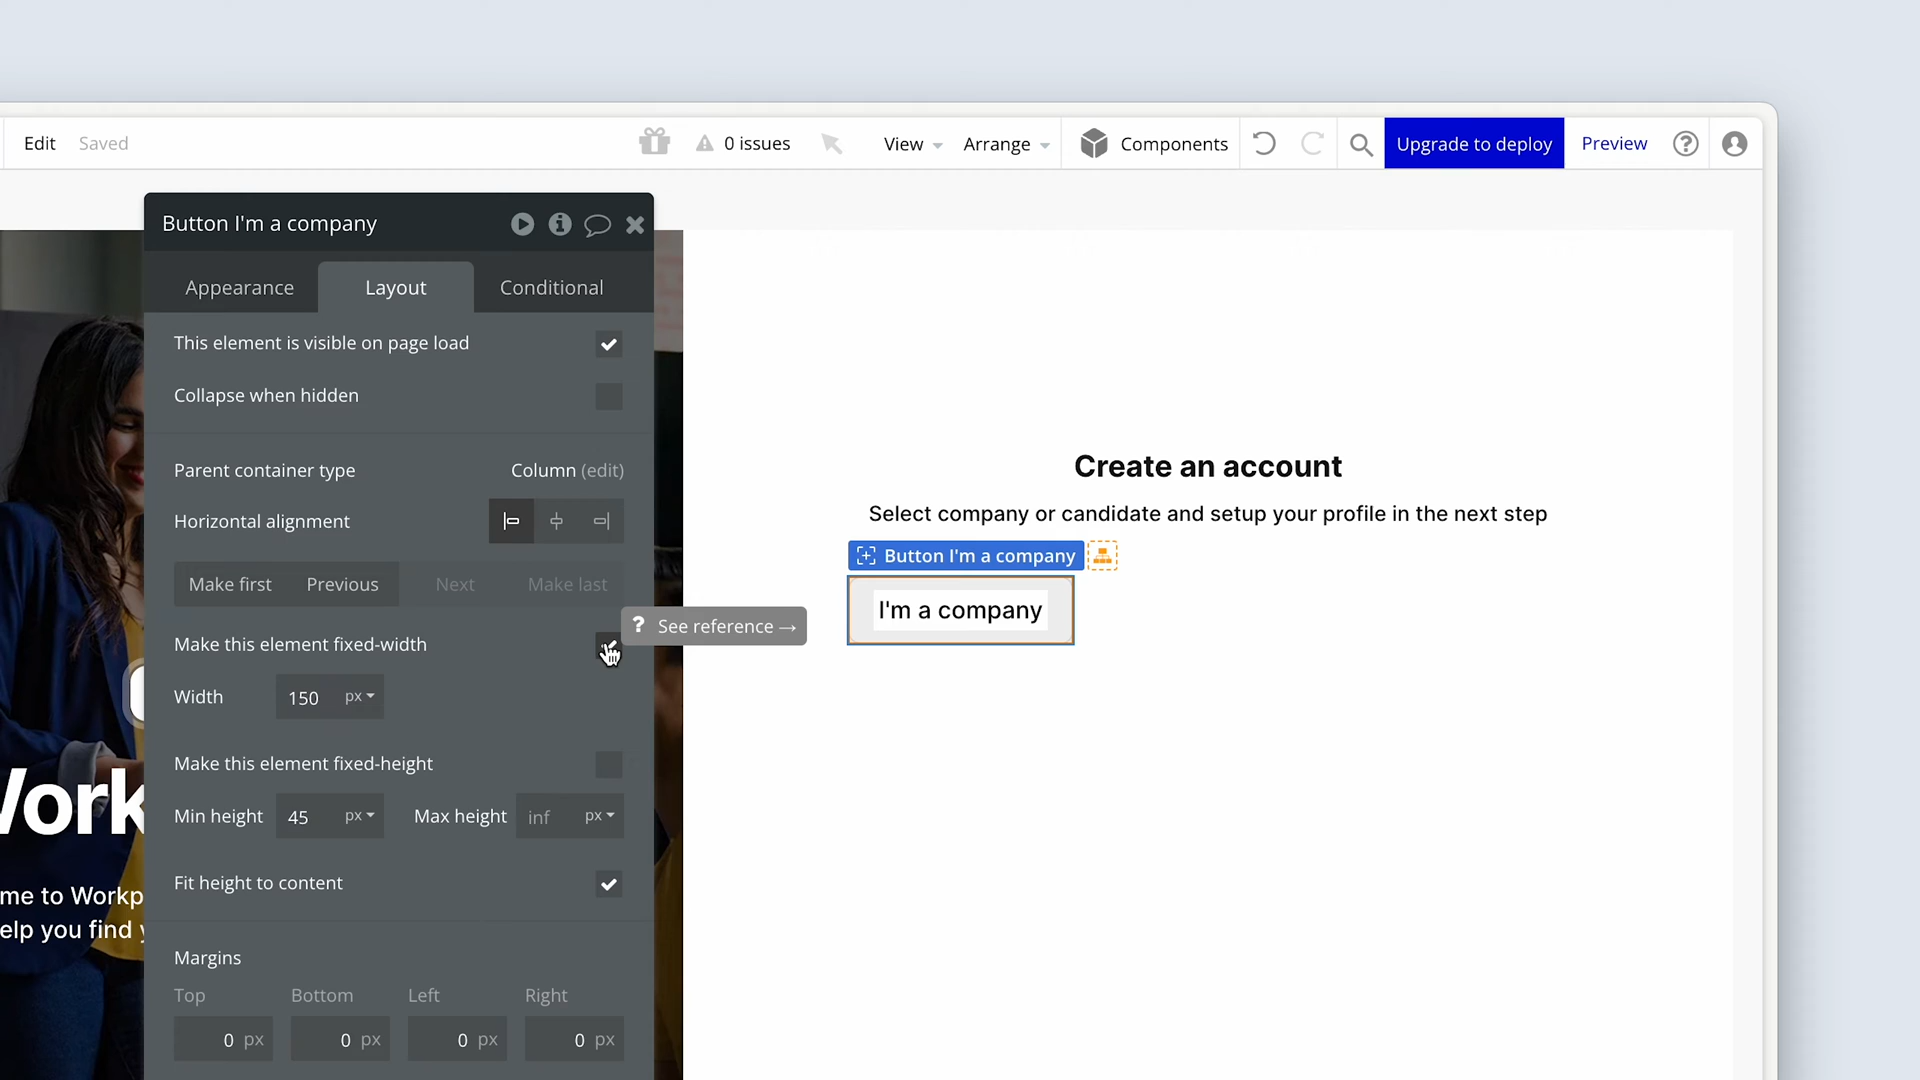 Edit Saved 0 issues View Arrange Components Upgrade to deploy Preview
Button I'm a company
Appearance Layout Conditional
This element is visible on page load
Collapse when hidden
Parent container type Column (edit)
Horizontal alignment
Make first Previous Next Make last
Make this element fixed-width
? See reference →
Width 150 px
Make this element fixed-height
Min height 45 px Max height inf px
Fit height to content
Margins
Top Bottom Left Right
0 px 0 px 0 px 0 px
Create an account
Select company or candidate and setup your profile in the next step
Button I'm a company
I'm a company
Work
me to Workp
elp you find